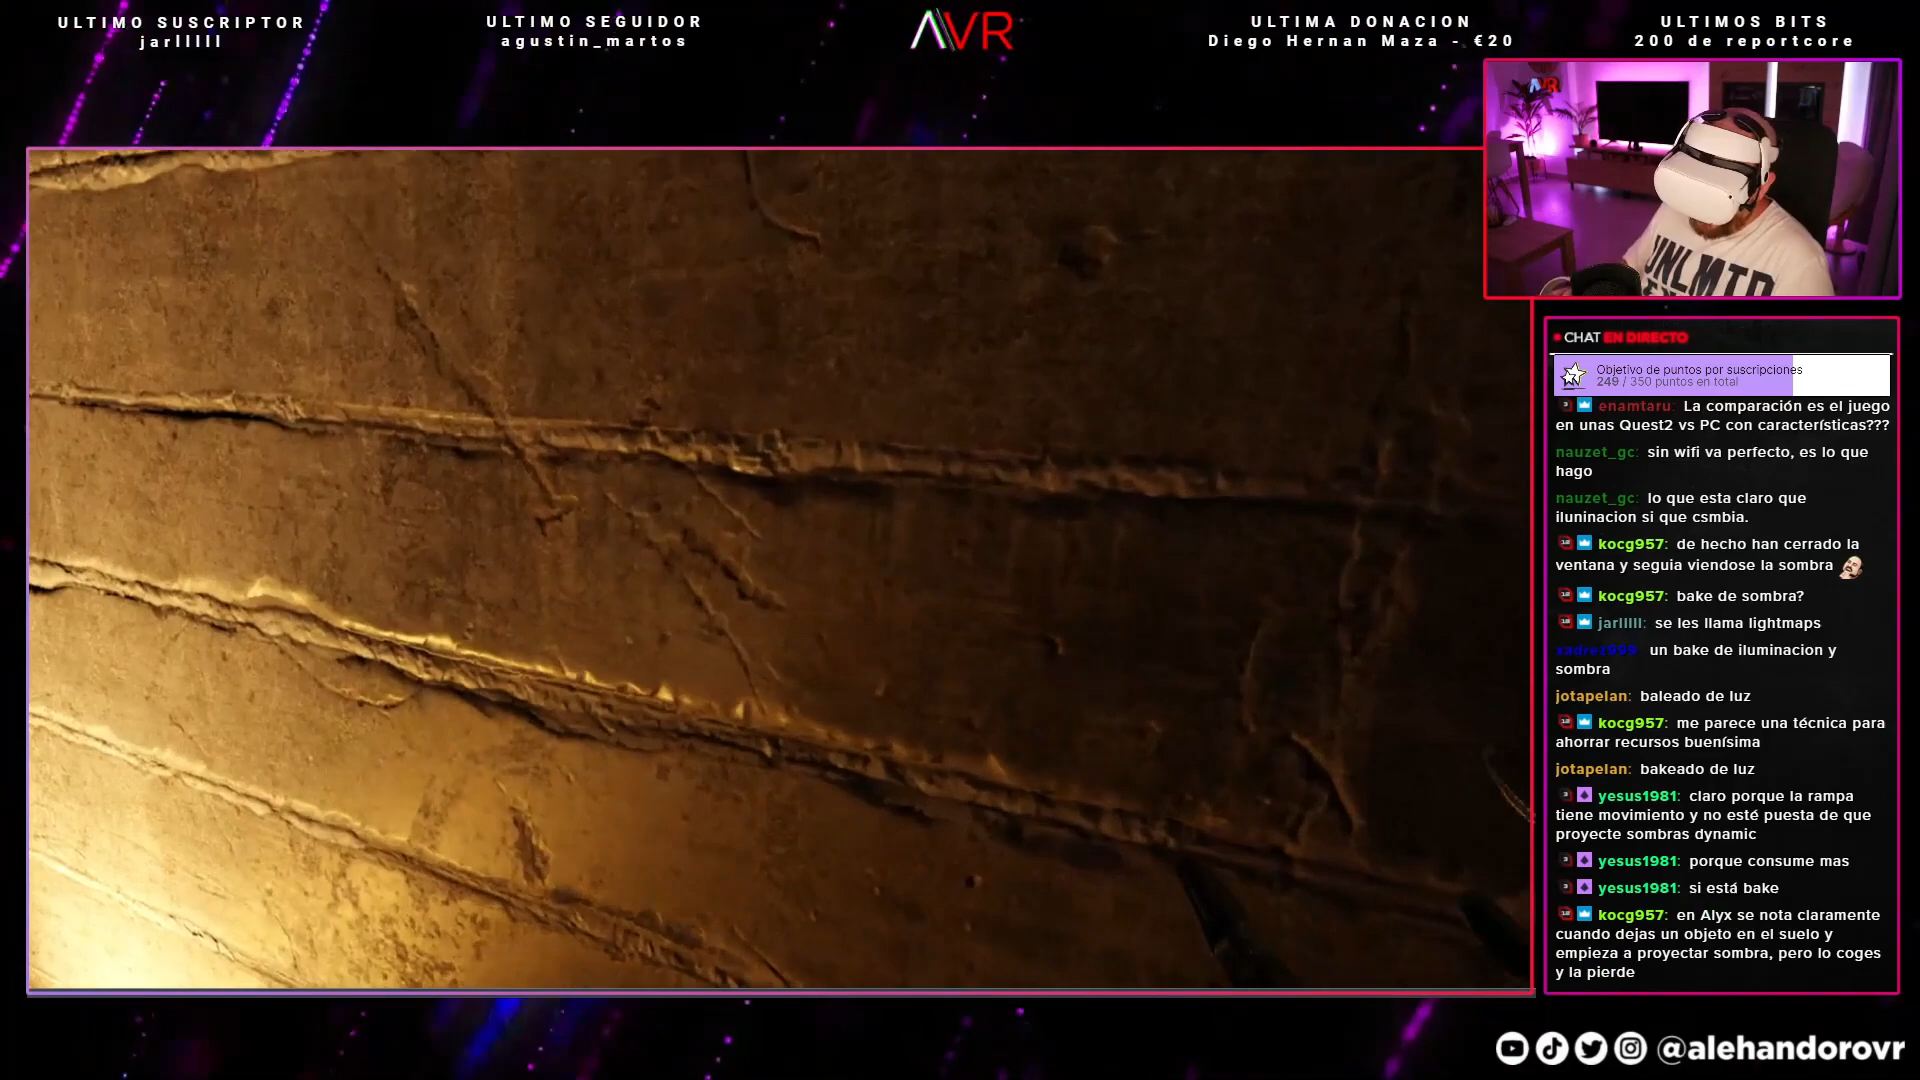 ULTIMO SUSCRIPTOR
jarlllll
ULTIMO SEGUIDOR
agustin_martos
VR
ULTIMA DONACION
Diego Hernan Maza - €20
ULTIMOS BITS
200 de reportcore
UNLMTD
CHAT EN DIRECTO
Objetivo de puntos por suscripciones
249 / 350 puntos en total
enamtaru: La comparación es el juego
en unas Quest2 vs PC con características???
nauzet_gc: sin wifi va perfecto, es lo que
hago
nauzet_gc: lo que esta claro que
iluninacion si que csmbia.
kocg957: de hecho han cerrado la
ventana y seguia viendose la sombra
kocg957: bake de sombra?
jarlllll: se les llama lightmaps
xadrez999: un bake de iluminacion y
sombra
jotapelan: baleado de luz
kocg957: me parece una técnica para
ahorrar recursos buenísima
jotapelan: bakeado de luz
yesus1981: claro porque la rampa
tiene movimiento y no esté puesta de que
proyecte sombras dynamic
yesus1981: porque consume mas
yesus1981: si está bake
kocg957: en Alyx se nota claramente
cuando dejas un objeto en el suelo y
empieza a proyectar sombra, pero lo coges
y la pierde
@alehandorovr